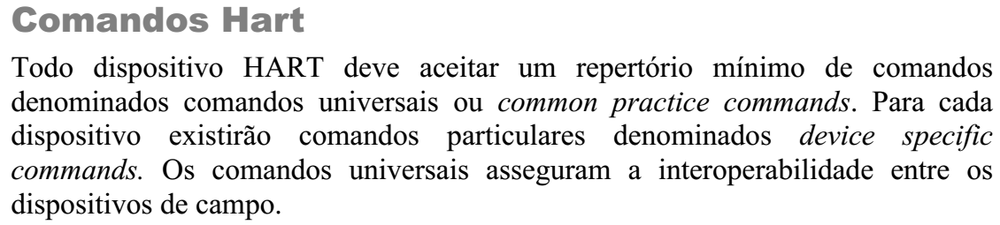 Comandos Hart
Todo dispositivo HART deve aceitar um repertório mínimo de comandos
denominados comandos universais ou common practice commands. Para cada
dispositivo existirão comandos particulares denominados device specific
commands. Os comandos universais asseguram a interoperabilidade entre os
dispositivos de campo.